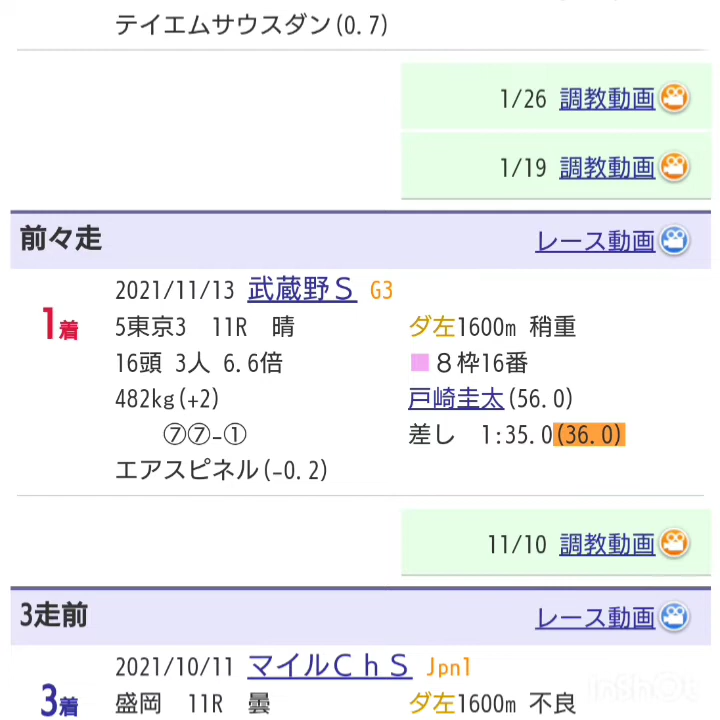 テイエムサウスダン(0.7)
1/26 調教動画
1/19 調教動画
前々走 レース動画
2021/11/13 武蔵野Ｓ G3
1着
5東京3 11R 晴 ダ左1600m 稍重
16頭 3人 6.6倍 ８枠16番
482kg(+2) 戸崎圭太(56.0)
⑦⑦-① 差し 1:35.0(36.0)
エアスピネル(-0.2)
11/10 調教動画
3走前 レース動画
2021/10/11 マイルＣｈＳ Jpn1
3着 盛岡 11R 曇 ダ左1600m 不良
InShOt